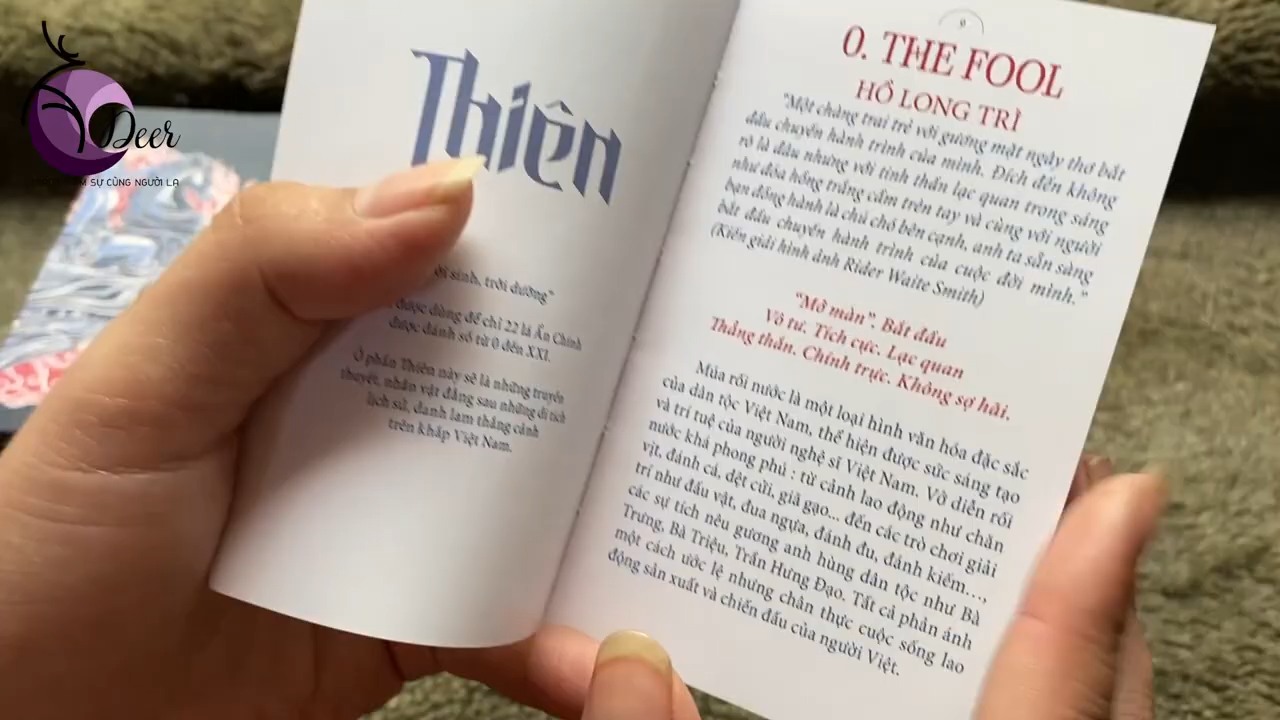 Deer
SỰ CÙNG NGƯỜI LẠ
Thiên
sinh, trời dưỡng”
được dùng để chỉ 22 lá Ẩn Chính
được đánh số từ 0 đến XXI.
Ở phần Thiên này sẽ là những truyền
thuyết, nhân vật đằng sau những di tích
lịch sử, danh lam thắng cảnh
trên khắp Việt Nam.
9
0. THE FOOL
HỒ LONG TRÌ
“Một chàng trai trẻ với gương mặt ngây thơ bắt
đầu chuyến hành trình của mình. Đích đến không
rõ là đâu nhưng với tinh thần lạc quan trong sáng
như đóa hồng trắng cầm trên tay và cùng với người
bạn đồng hành là chú chó bên cạnh, anh ta sẵn sàng
bắt đầu chuyến hành trình của cuộc đời mình.”
(Kiến giải hình ảnh Rider Waite Smith)
“Mở màn”. Bắt đầu
Vô tư. Tích cực. Lạc quan
Thẳng thắn. Chính trực. Không sợ hãi.
Múa rối nước là một loại hình văn hóa đặc sắc
của dân tộc Việt Nam, thể hiện được sức sáng tạo
và trí tuệ của người nghệ sĩ Việt Nam. Vở diễn rối
nước khá phong phú : từ cảnh lao động như chăn
vịt, đánh cá, dệt cửi, giã gạo... đến các trò chơi giải
trí như đấu vật, đua ngựa, đánh đu, đánh kiếm...,
các sự tích nêu gương anh hùng dân tộc như Bà
Trưng, Bà Triệu, Trần Hưng Đạo. Tất cả phản ánh
một cách ước lệ nhưng chân thực cuộc sống lao
động sản xuất và chiến đấu của người Việt.